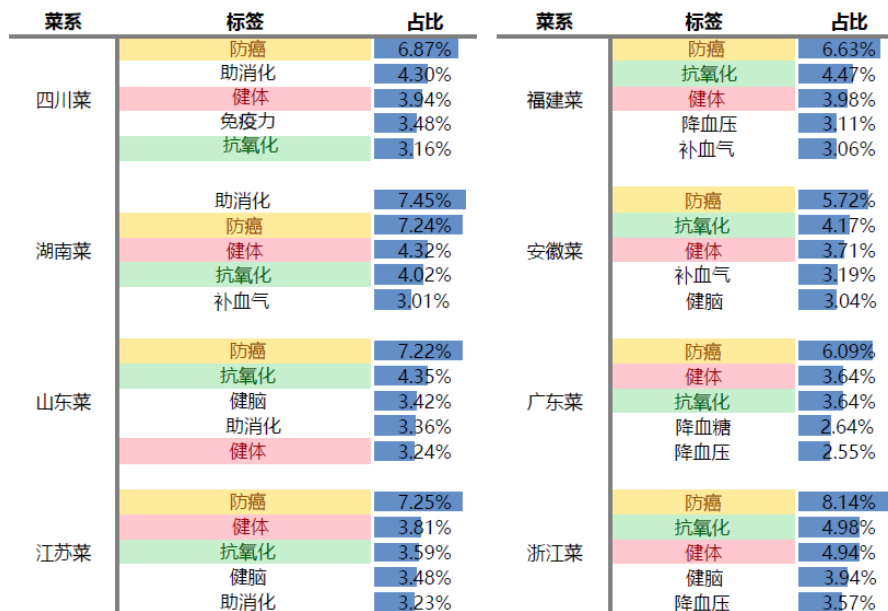 菜系 标签 占比
四川菜
防癌 6.87%
助消化 4.30%
健体 3.94%
免疫力 3.48%
抗氧化 3.16%
湖南菜
助消化 7.45%
防癌 7.24%
健体 4.32%
抗氧化 4.02%
补血气 3.01%
山东菜
防癌 7.22%
抗氧化 4.35%
健脑 3.42%
助消化 3.36%
健体 3.24%
江苏菜
防癌 7.25%
健体 3.81%
抗氧化 3.59%
健脑 3.48%
助消化 3.23%
菜系 标签 占比
福建菜
防癌 6.63%
抗氧化 4.47%
健体 3.98%
降血压 3.11%
补血气 3.06%
安徽菜
防癌 5.72%
抗氧化 4.17%
健体 3.71%
补血气 3.19%
健脑 3.04%
广东菜
防癌 6.09%
健体 3.64%
抗氧化 3.64%
降血糖 2.64%
降血压 2.55%
浙江菜
防癌 8.14%
抗氧化 4.98%
健体 4.94%
健脑 3.94%
降血压 3.57%